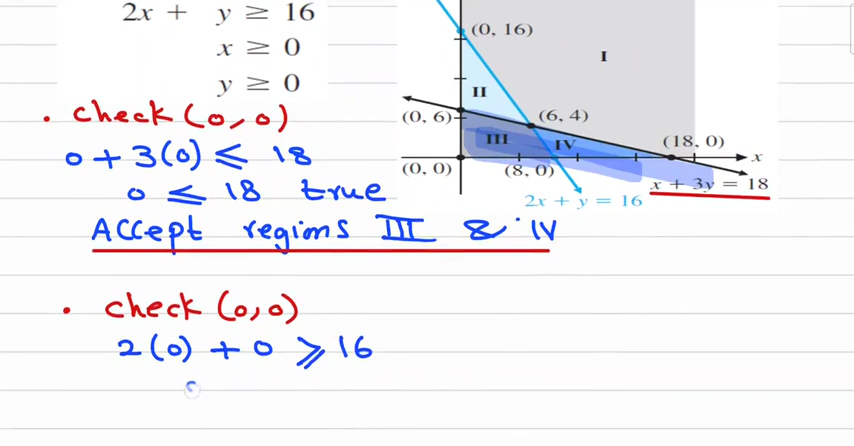 2x + y ≥ 16
x ≥ 0
y ≥ 0
(0, 16)
I
II
(0, 6)
(6, 4)
III
IV
(18, 0)
x
(0, 0)
(8, 0)
x + 3y = 18
2x + y = 16
. check (0,0)
0 + 3(0) ≤ 18
0 ≤ 18 true
Accept regims III & IV
. check (0,0)
2(0) + 0 ≥ 16